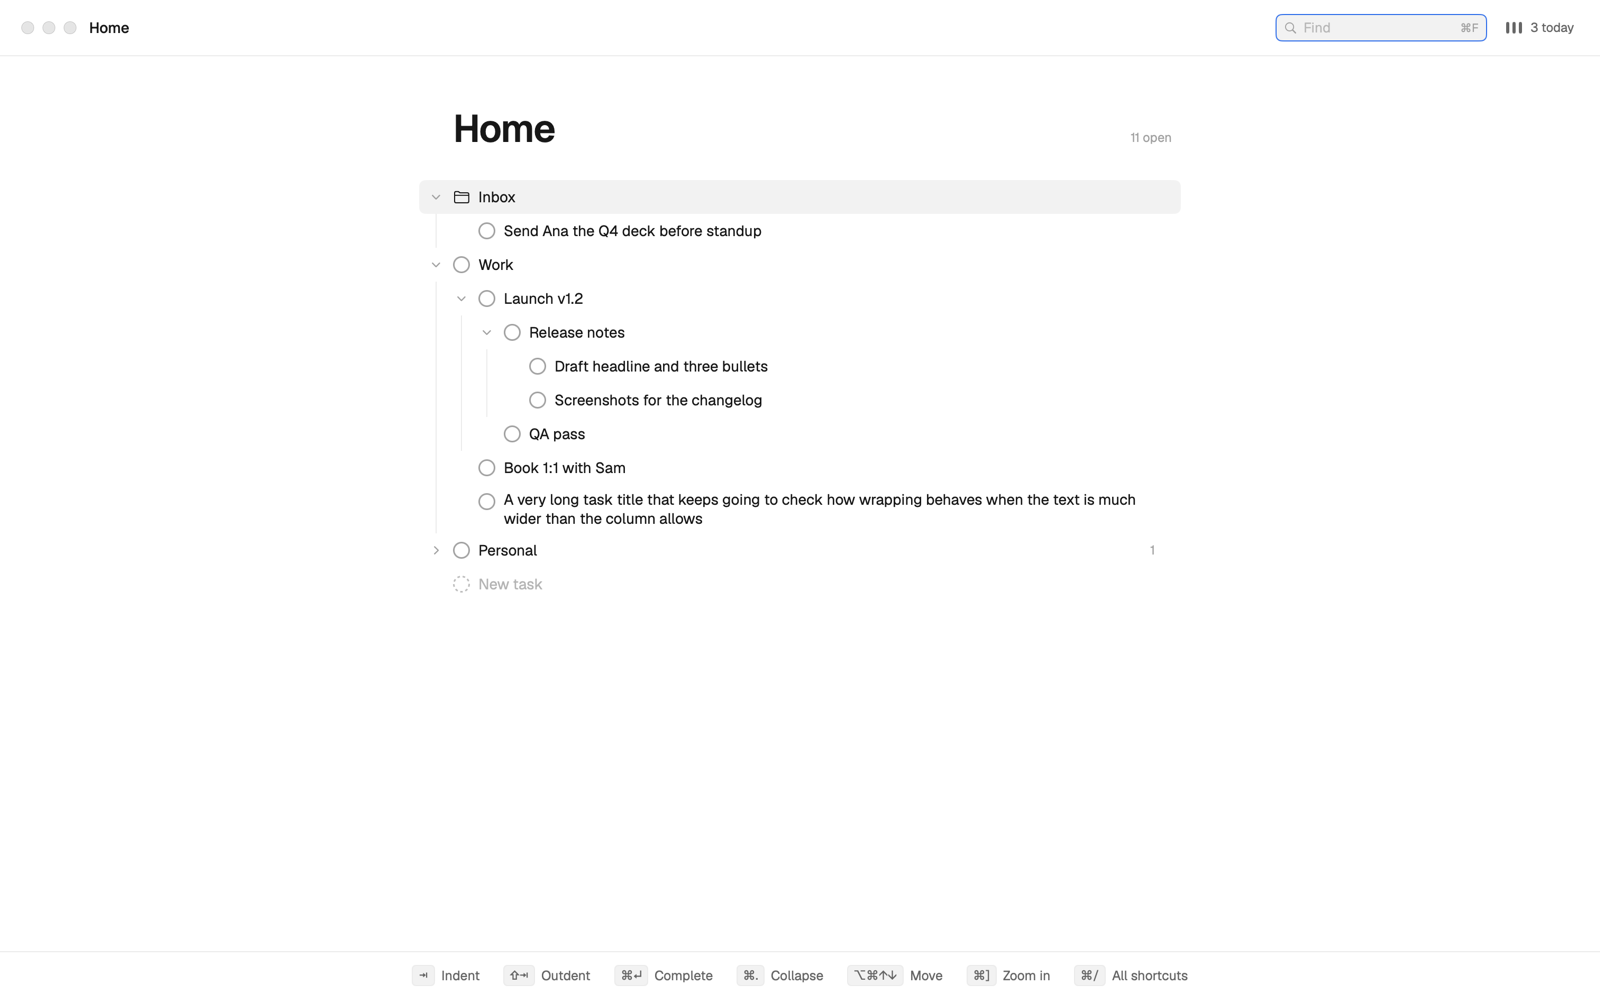 Home
Find ⌘F
3 today
Home
11 open
Inbox
Send Ana the Q4 deck before standup
Work
Launch v1.2
Release notes
Draft headline and three bullets
Screenshots for the changelog
QA pass
Book 1:1 with Sam
A very long task title that keeps going to check how wrapping behaves when the text is much
wider than the column allows
Personal 1
New task
⇥ Indent ⇧⇥ Outdent ⌘↵ Complete ⌘. Collapse ⌥⌘↑↓ Move ⌘] Zoom in ⌘/ All shortcuts